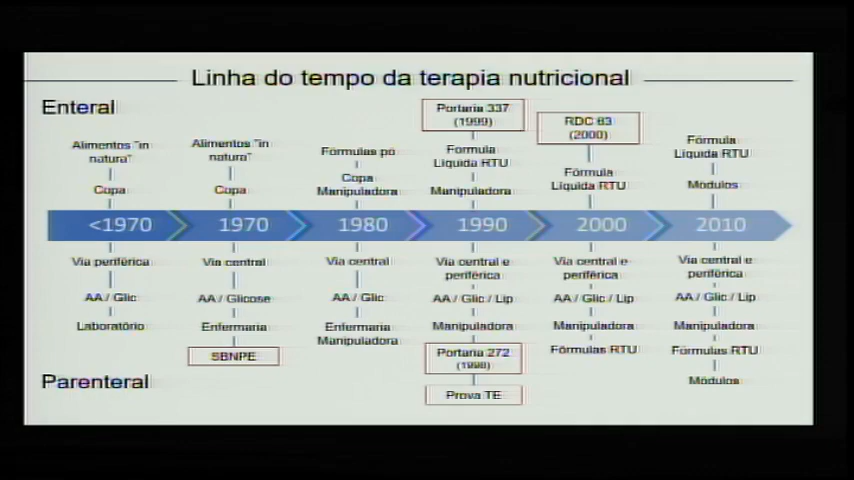 Linha do tempo da terapia nutricional
Enteral
Alimentos "in
natura"
Copa
Alimentos "in
natura"
Copa
Fórmulas pó
Copa
Manipuladora
Portaria 337
(1999)
Fórmula
Líquida RTU
Manipuladora
RDC 63
(2000)
Fórmula
Líquida RTU
Fórmula
Líquida RTU
Módulos
<1970
1970
1980
1990
2000
2010
Via periférica
AA / Glic
Laboratório
Via central
AA / Glicose
Enfermaria
SBNPE
Via central
AA / Glic
Enfermaria
Manipuladora
Via central e
periférica
AA / Glic / Lip
Manipuladora
Portaria 272
(1998)
Prova TE
Via central e
periférica
AA / Glic / Lip
Manipuladora
Fórmulas RTU
Via central e
periférica
AA / Glic / Lip
Manipuladora
Fórmulas RTU
Módulos
Parenteral